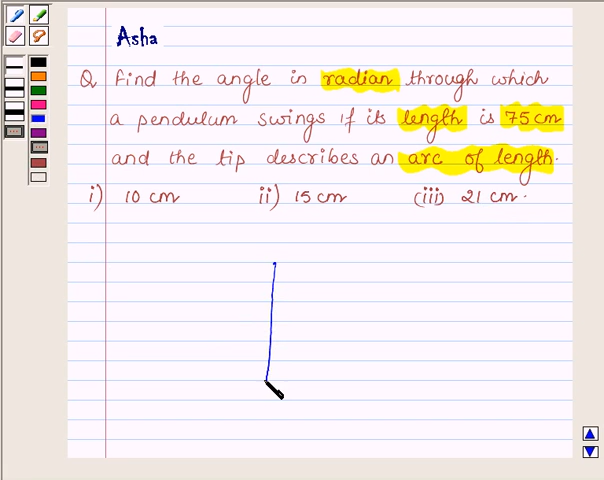 Asha
Q Find the angle in radian through which
a pendulum swings if its length is 75 cm
and the tip describes an arc of length.
i) 10 cm ii) 15 cm (iii) 21 cm.